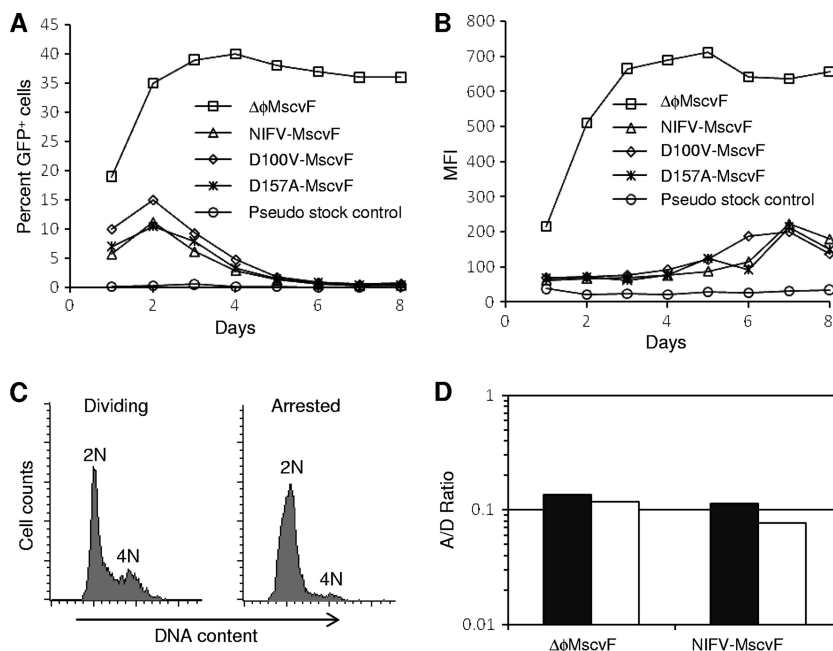 A
45
40
35
30
25
20
15
10
5
0
Percent GFP⁺ cells
0 2 4 6 8
Days
ΔϕMscvF
NIFV-MscvF
D100V-MscvF
D157A-MscvF
Pseudo stock control
B
800
700
600
500
400
300
200
100
0
MFI
0 2 4 6 8
Days
ΔϕMscvF
NIFV-MscvF
D100V-MscvF
D157A-MscvF
Pseudo stock control
C
Dividing
Arrested
Cell counts
2N
4N
2N
4N
DNA content
D
1
0.1
0.01
A/D Ratio
ΔϕMscvF NIFV-MscvF